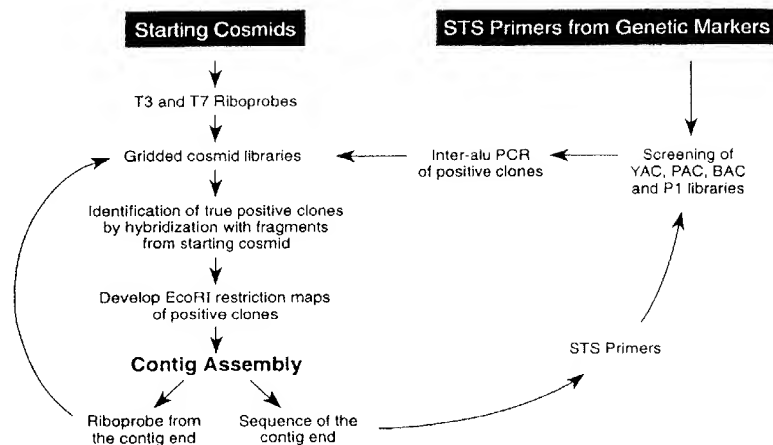 Starting Cosmids
STS Primers from Genetic Markers
T3 and T7 Riboprobes
Gridded cosmid libraries
Inter-alu PCR
of positive clones
Screening of
YAC, PAC, BAC
and P1 libraries
Identification of true positive clones
by hybridization with fragments
from starting cosmid
Develop EcoRI restriction maps
of positive clones
Contig Assembly
STS Primers
Riboprobe from
the contig end
Sequence of the
contig end